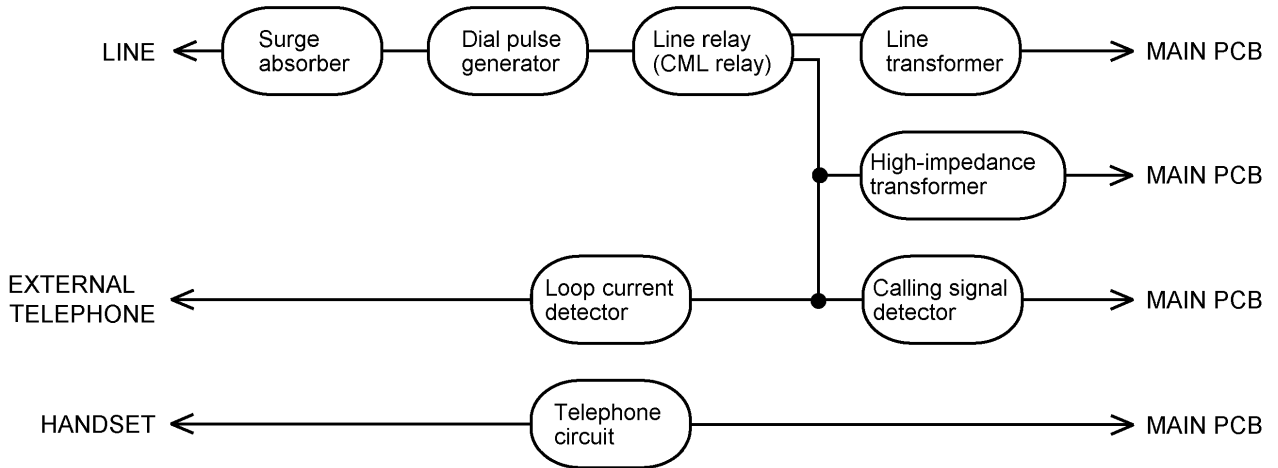 LINE
Surge
absorber
Dial pulse
generator
Line relay
(CML relay)
Line
transformer
MAIN PCB
High-impedance
transformer
MAIN PCB
EXTERNAL
TELEPHONE
Loop current
detector
Calling signal
detector
MAIN PCB
HANDSET
Telephone
circuit
MAIN PCB